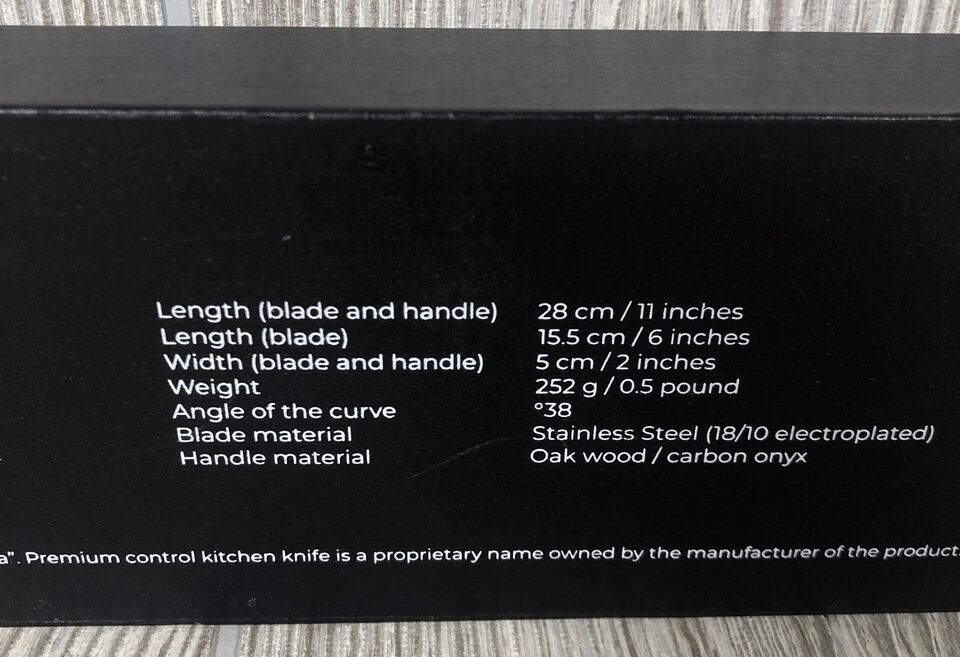 Length (blade and handle) 28 cm / 11 inches
Length (blade) 15.5 cm / 6 inches
Width (blade and handle) 5 cm / 2 inches
Weight 252 g / 0.5 pound
Angle of the curve °38
Blade material Stainless Steel (18/10 electroplated)
Handle material Oak wood / carbon onyx
a”. Premium control kitchen knife is a proprietary name owned by the manufacturer of the product